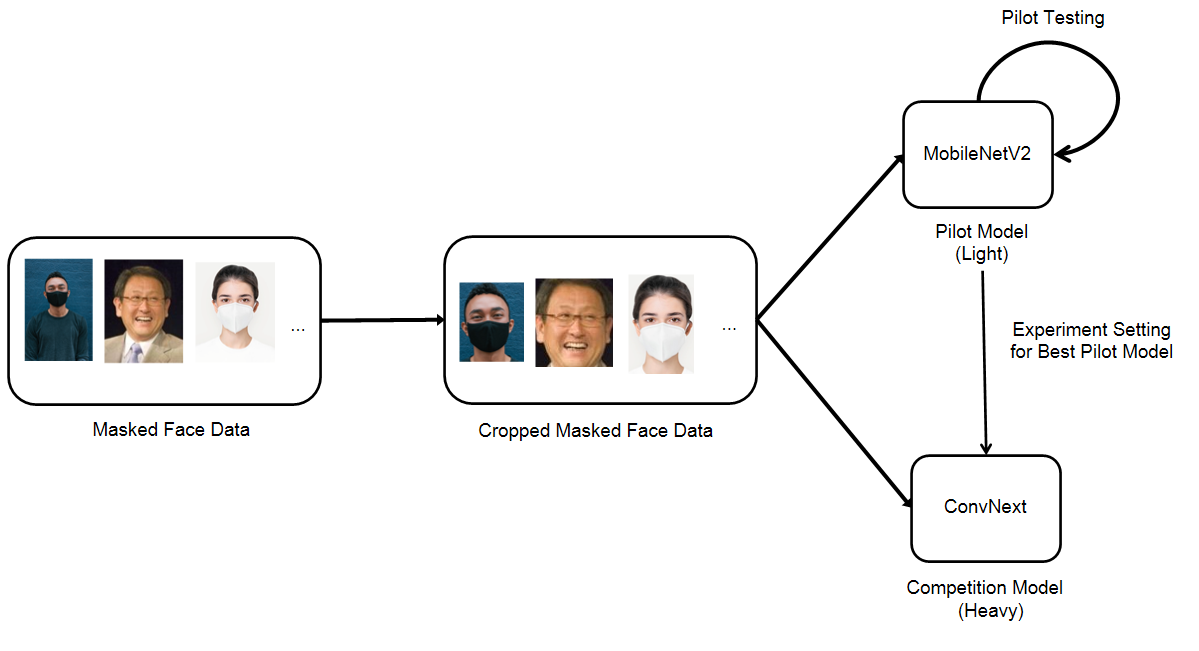 Pilot Testing
MobileNetV2
Pilot Model
(Light)
Experiment Setting
for Best Pilot Model
...
...
Masked Face Data
Cropped Masked Face Data
ConvNext
Competition Model
(Heavy)